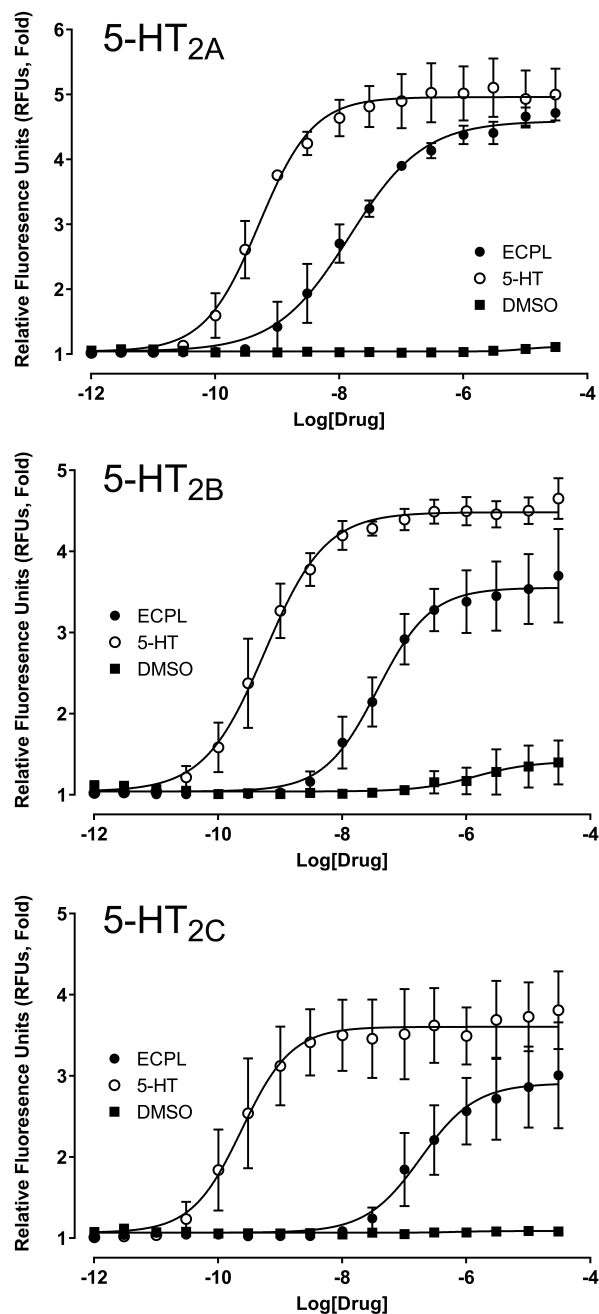 5-HT2A
Relative Fluoresence Units (RFUs, Fold)
6
5
4
3
2
1
ECPL
5-HT
DMSO
-12 -10 -8 -6 -4
Log[Drug]
5-HT2B
Relative Fluoresence Units (RFUs, Fold)
5
4
3
2
1
ECPL
5-HT
DMSO
-12 -10 -8 -6 -4
Log[Drug]
5-HT2C
Relative Fluoresence Units (RFUs, Fold)
5
4
3
2
1
ECPL
5-HT
DMSO
-12 -10 -8 -6 -4
Log[Drug]